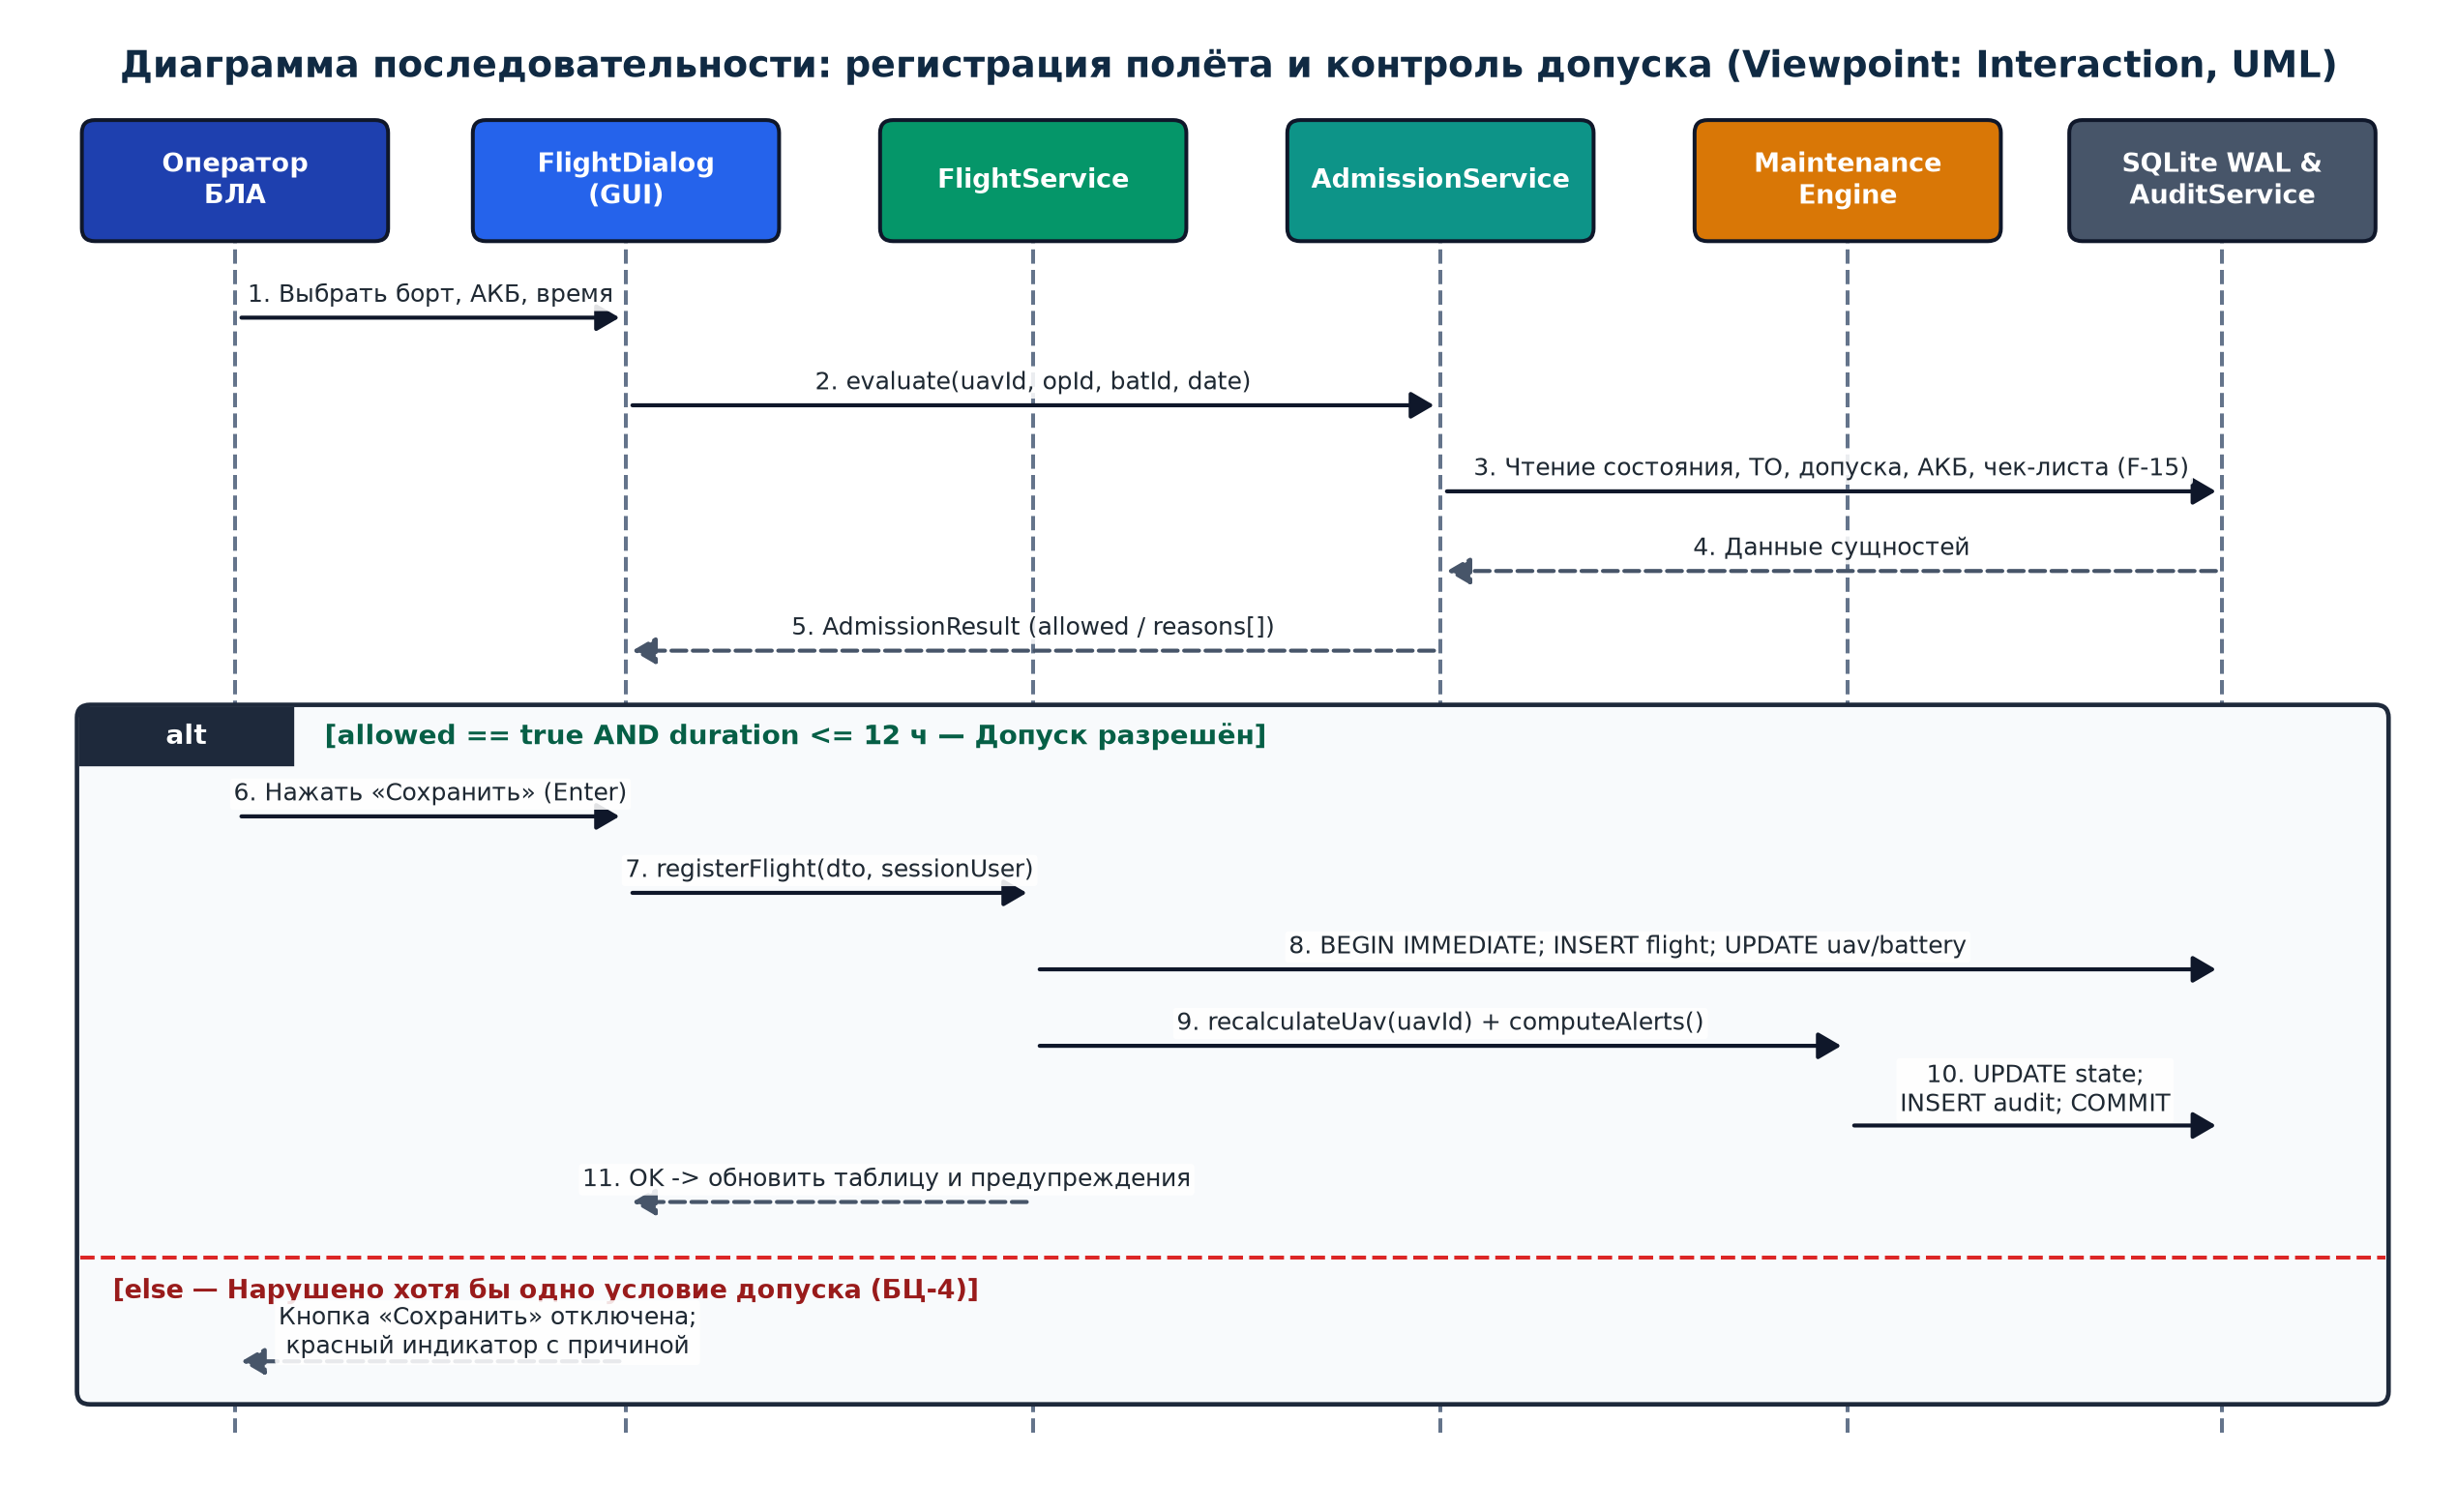 Диаграмма последовательности: регистрация полёта и контроль допуска (Viewpoint: Interaction, UML)
Оператор
БЛА
FlightDialog
(GUI)
FlightService
AdmissionService
Maintenance
Engine
SQLite WAL &
AuditService
1. Выбрать борт, АКБ, время
2. evaluate(uavId, opId, batId, date)
3. Чтение состояния, ТО, допуска, АКБ, чек-листа (F-15)
4. Данные сущностей
5. AdmissionResult (allowed / reasons[])
alt
[allowed == true AND duration <= 12 ч — Допуск разрешён]
6. Нажать «Сохранить» (Enter)
7. registerFlight(dto, sessionUser)
8. BEGIN IMMEDIATE; INSERT flight; UPDATE uav/battery
9. recalculateUav(uavId) + computeAlerts()
10. UPDATE state;
INSERT audit; COMMIT
11. OK -> обновить таблицу и предупреждения
[else — Нарушено хотя бы одно условие допуска (БЦ-4)]
Кнопка «Сохранить» отключена;
красный индикатор с причиной